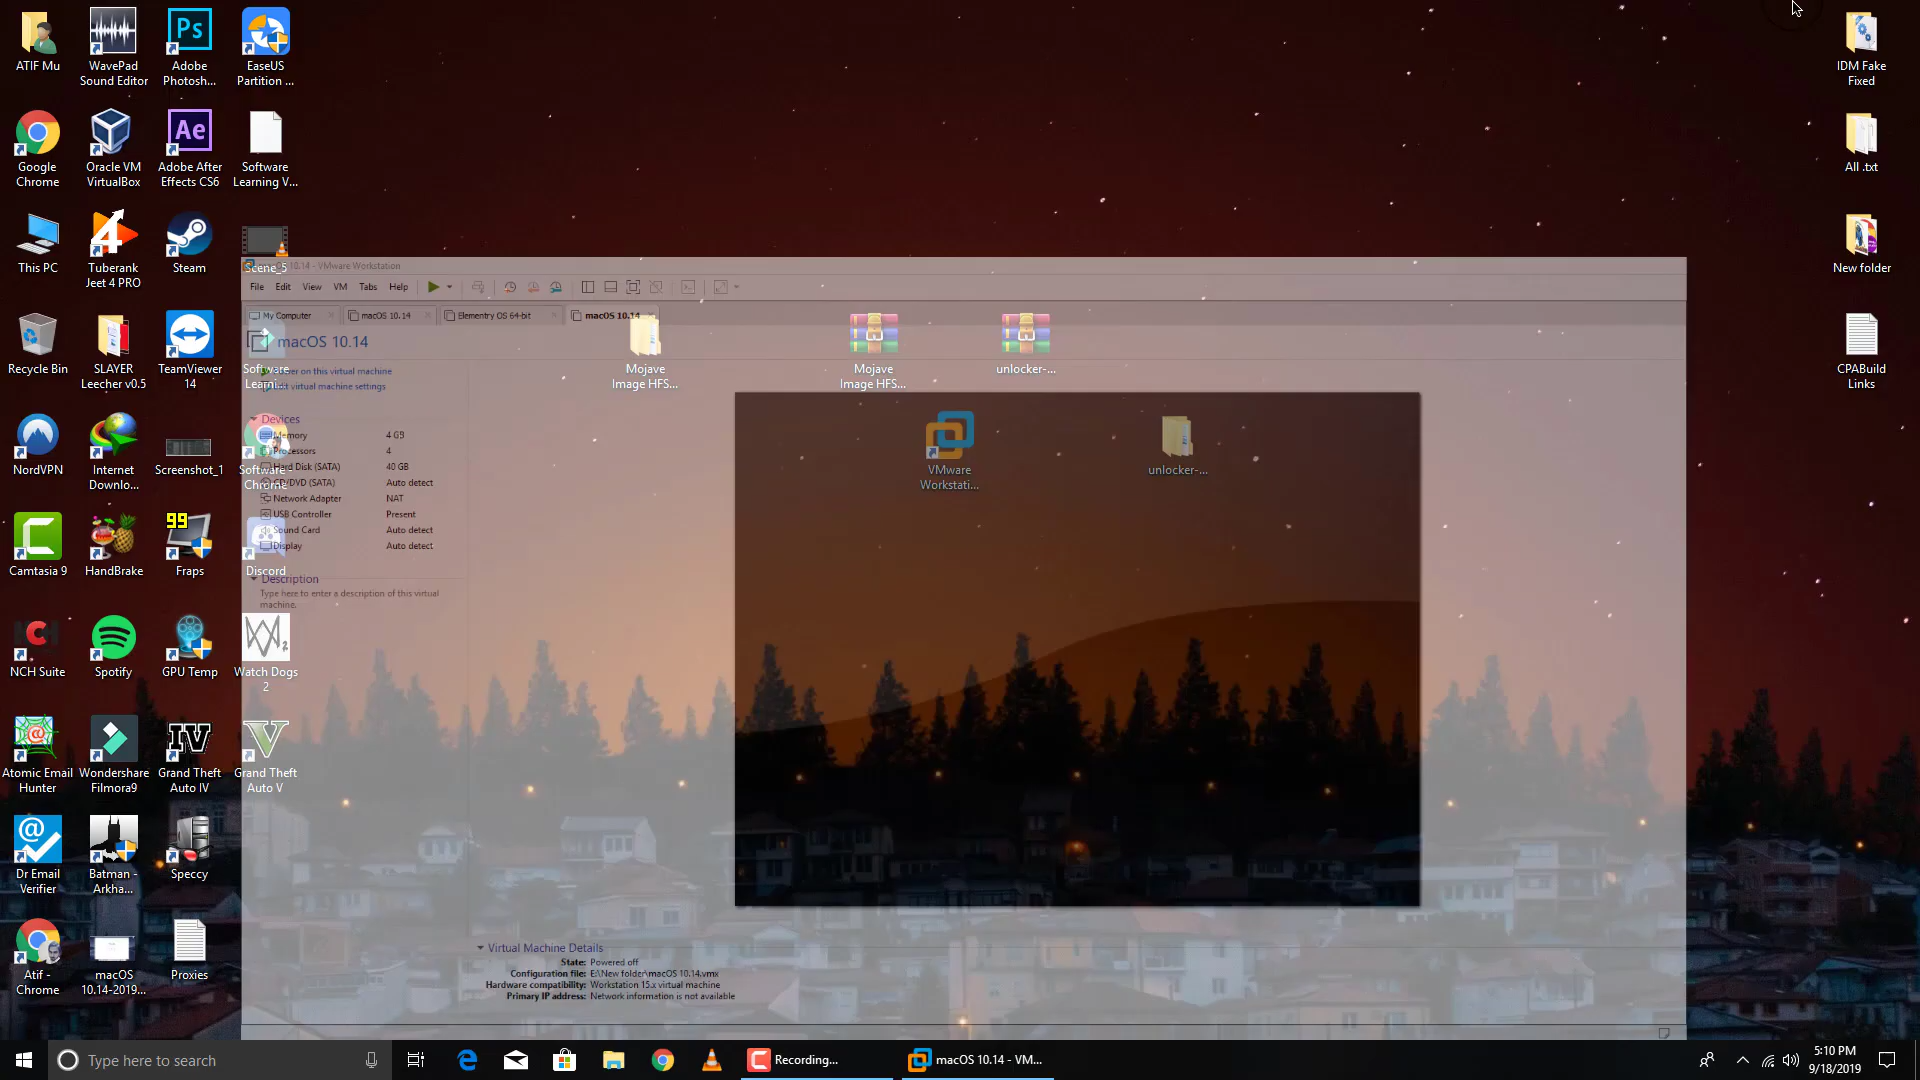 ATIF Mu
WavePad
Sound Editor
Ps
Adobe
Photosh...
EaseUS
Partition ...
IDM Fake
Fixed
Google
Chrome
Oracle VM
VirtualBox
Ae
Adobe After
Effects CS6
Software
Learning V...
All .txt
This PC
4
Tuberank
Jeet 4 PRO
Steam
Scene_5
New folder
10.14 - VMware Workstation
File Edit View VM Tabs Help
My Computer
macOS 10.14
Elementry OS 64-bit
macOS 10.14
macOS 10.14
Recycle Bin
SLAYER
Leecher v0.5
TeamViewer
14
Software
Learni...
Mojave
Image HFS...
Mojave
Image HFS...
unlocker-...
CPABuild
Links
on this virtual machine
virtual machine settings
Devices
Memory 4 GB
Processors 4
Hard Disk (SATA) 40 GB
CD/DVD (SATA) Auto detect
Network Adapter NAT
USB Controller Present
Sound Card Auto detect
Display Auto detect
Description
Type here to enter a description of this virtual
machine.
NordVPN
Internet
Downlo...
Screenshot_1
Software -
Chrome
VMware
Workstati...
unlocker-...
Camtasia 9
HandBrake
99
Fraps
Discord
NCH Suite
Spotify
GPU Temp
Watch Dogs
2
Atomic Email
Hunter
Wondershare
Filmora9
IV
Grand Theft
Auto IV
V
Grand Theft
Auto V
Dr Email
Verifier
Batman -
Arkha...
Speccy
Atif -
Chrome
macOS
10.14-2019...
Proxies
Virtual Machine Details
State: Powered off
Configuration file: E:\New folder\macOS 10.14.vmx
Hardware compatibility: Workstation 15.x virtual machine
Primary IP address: Network information is not available
Type here to search
Recording...
macOS 10.14 - VM...
5:10 PM
9/18/2019